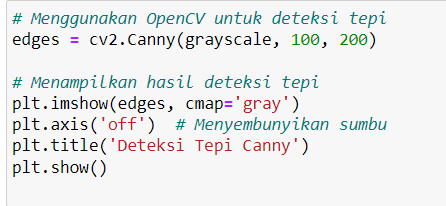 # Menggunakan OpenCV untuk deteksi tepi
edges = cv2.Canny(grayscale, 100, 200)
# Menampilkan hasil deteksi tepi
plt.imshow(edges, cmap='gray')
plt.axis('off')  # Menyembunyikan sumbu
plt.title('Deteksi Tepi Canny')
plt.show()